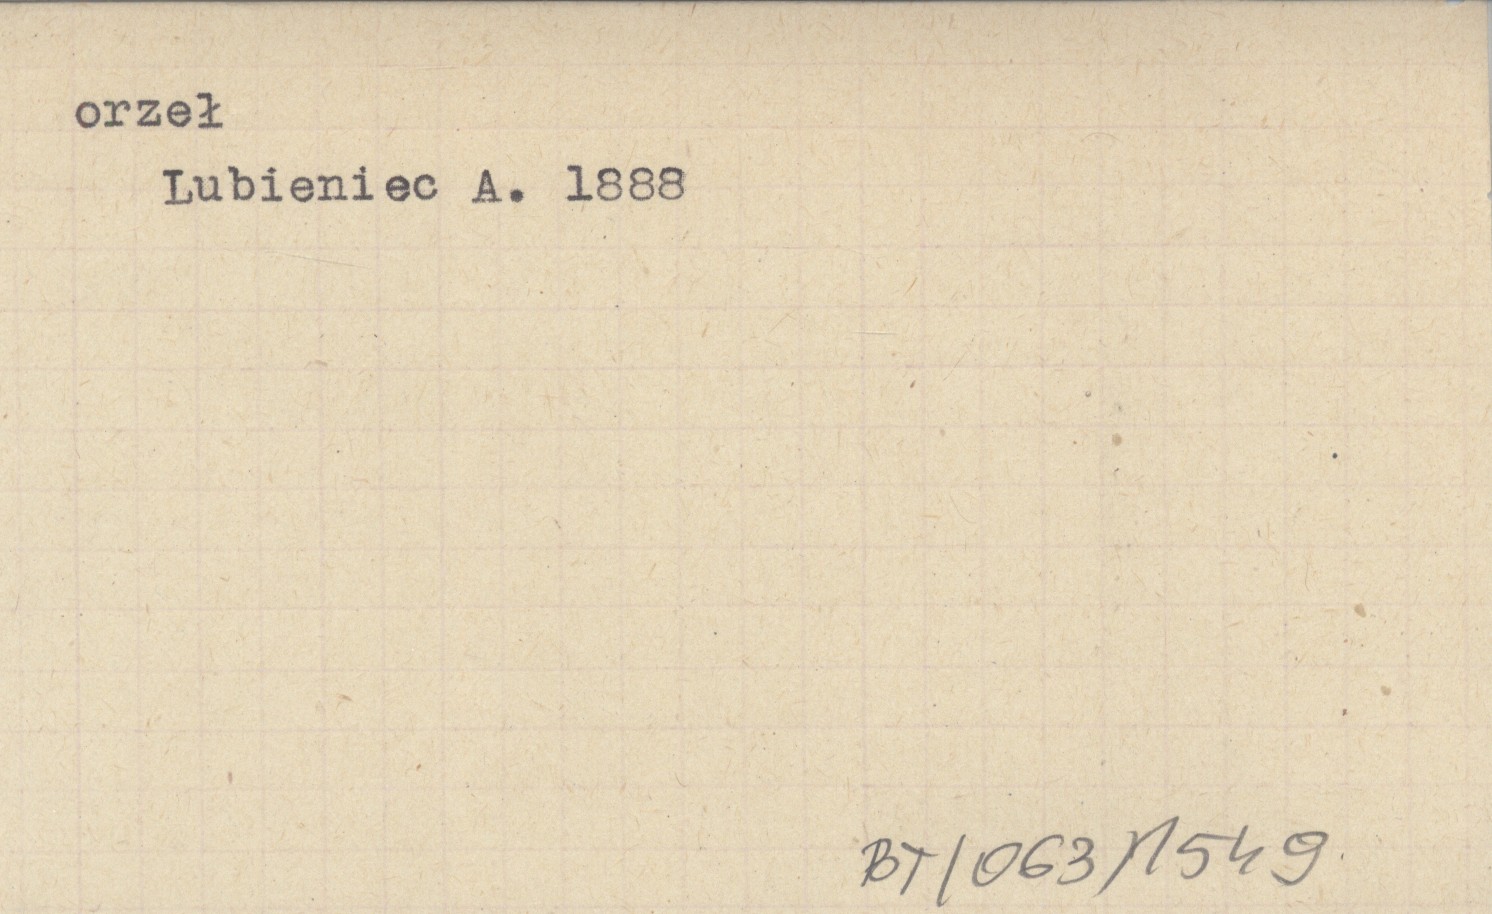 orzeł
Lubieniec A. 1888
BT/063/1549